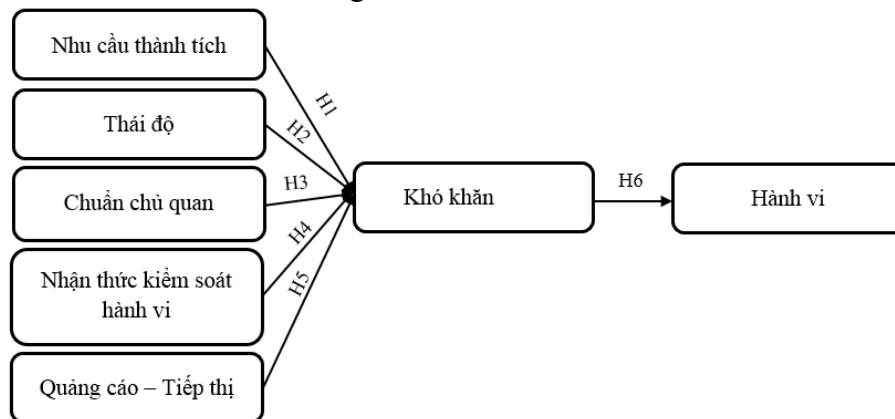 Nhu cầu thành tích
H1
Thái độ
H2
Chuẩn chủ quan
H3
Khó khăn
H6
Hành vi
H4
Nhận thức kiểm soát
hành vi
H5
Quảng cáo – Tiếp thị